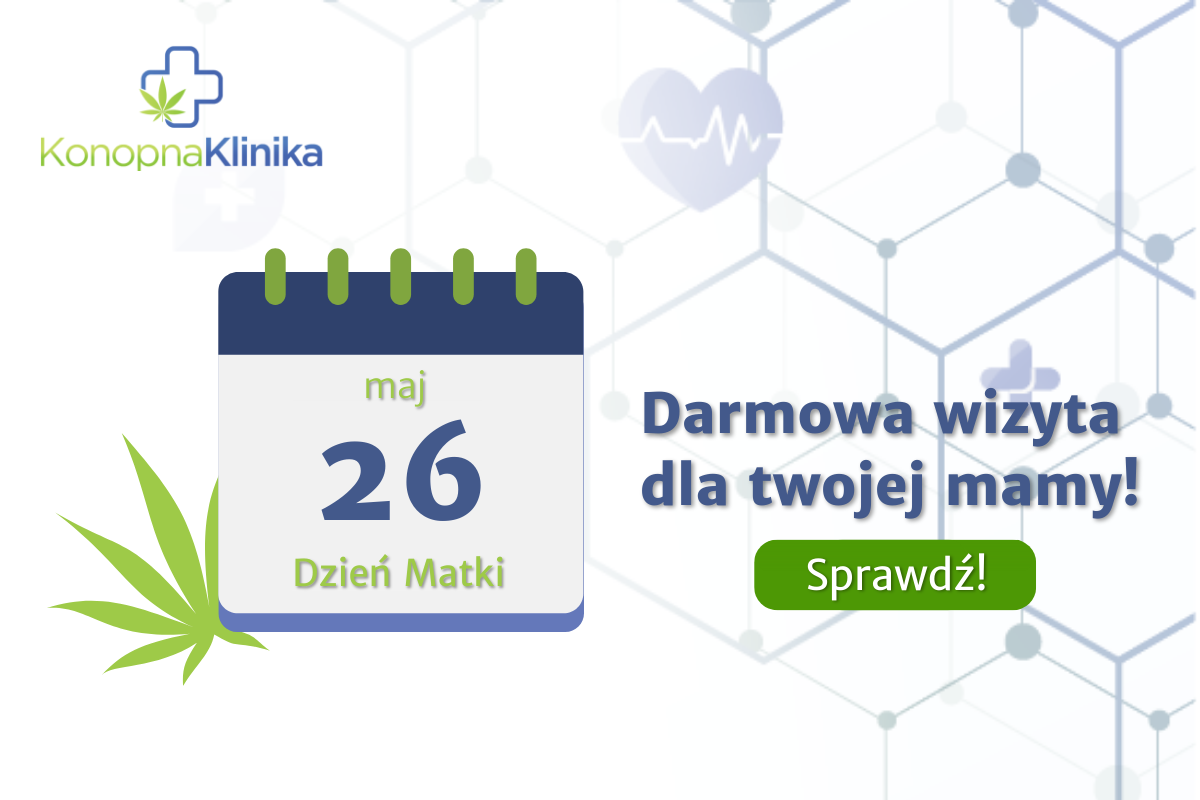 KonopnaKlinika
maj
26
Dzień Matki
Darmowa wizyta
dla twojej mamy!
Sprawdź!